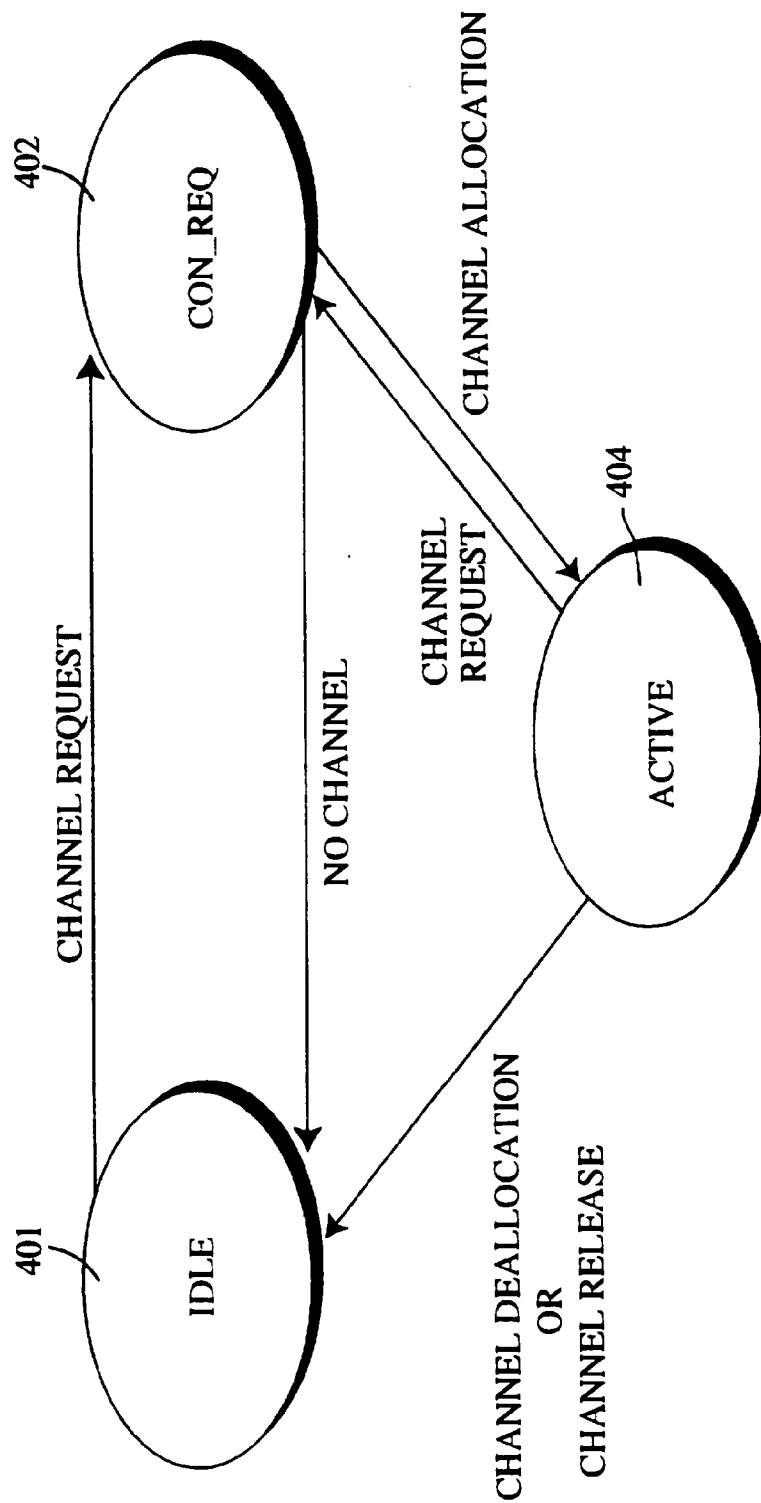 401
IDLE
CHANNEL REQUEST
402
CON_REQ
NO CHANNEL
CHANNEL
REQUEST
CHANNEL ALLOCATION
404
ACTIVE
CHANNEL DEALLOCATION
OR
CHANNEL RELEASE